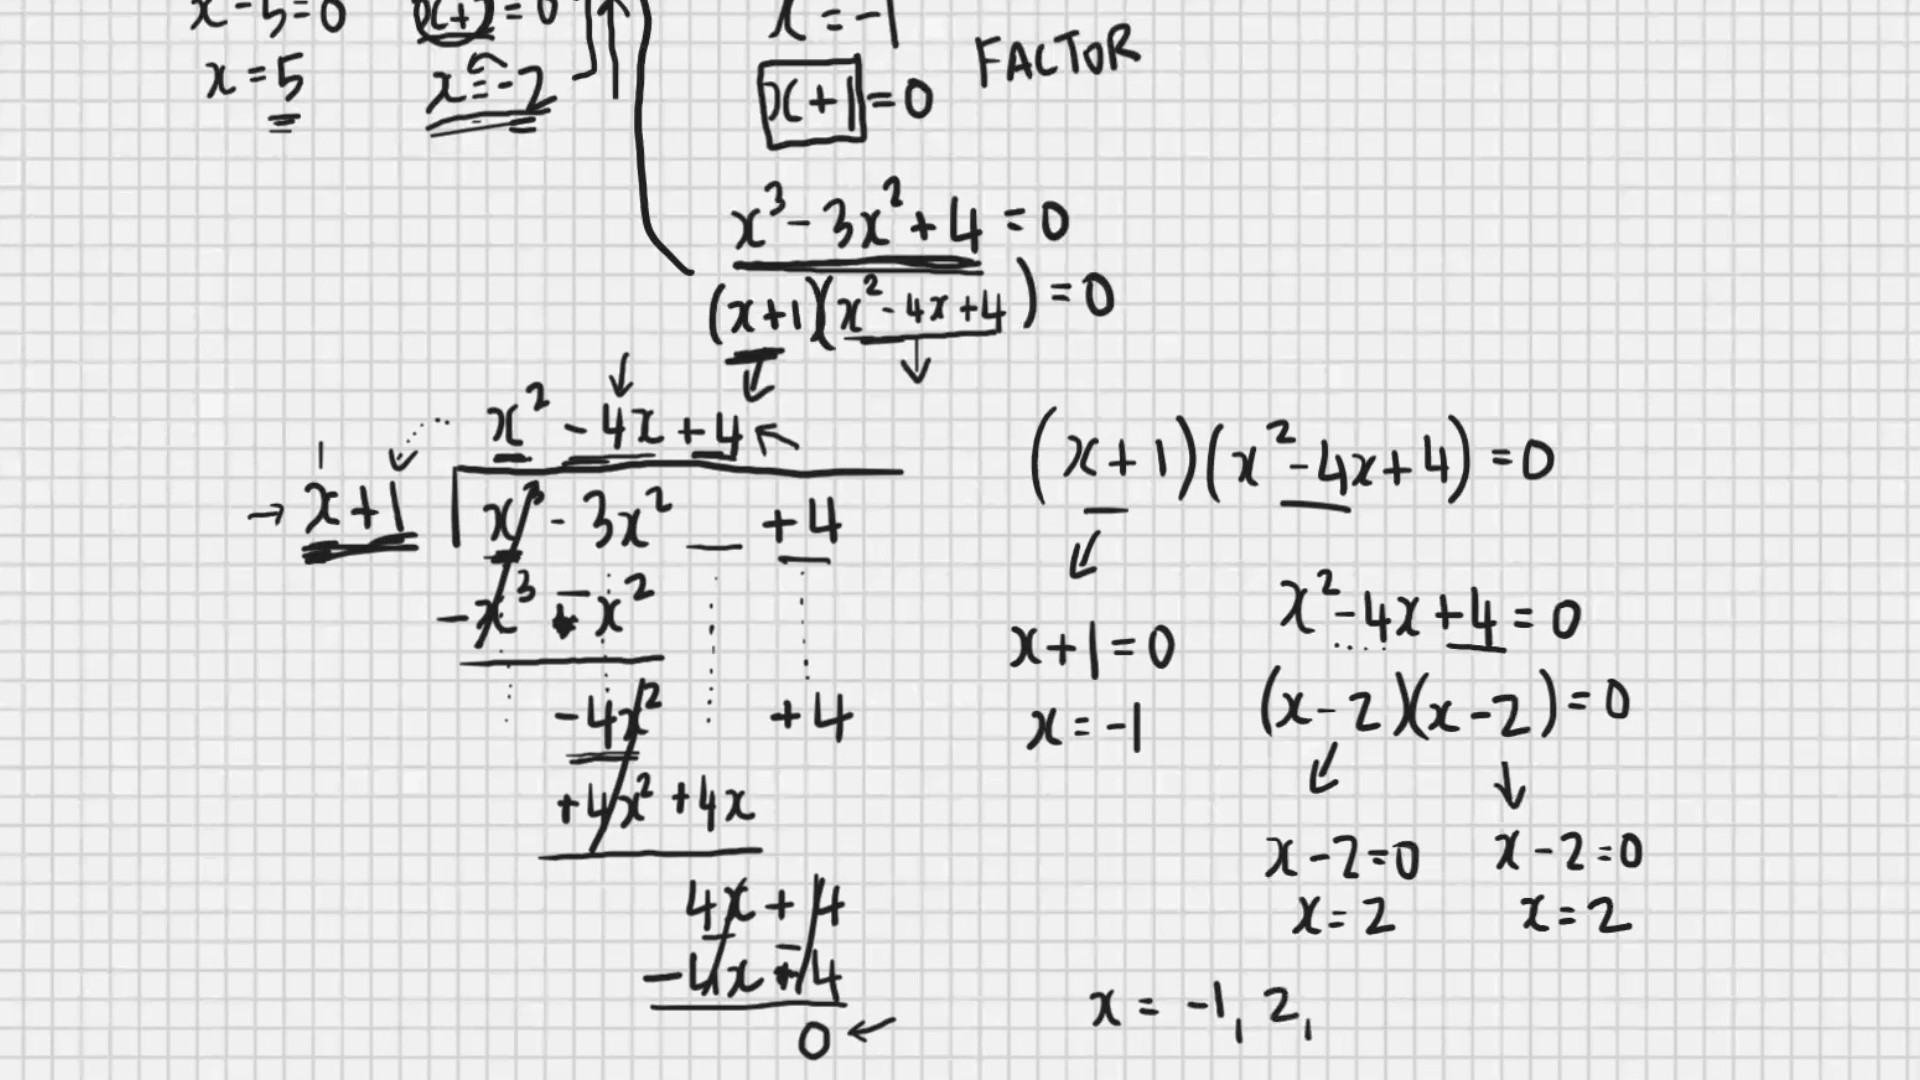 x - 5 = 0
x + 2 = 0
x = 5
x = -2
x = -1
x + 1 = 0
FACTOR
x³ - 3x² + 4 = 0
(x + 1)(x² - 4x + 4) = 0
x² - 4x + 4
x + 1
x³ - 3x² + 4
-x³ - x²
-4x² + 4
+4x² + 4x
4x + 4
-4x - 4
0
(x + 1)(x² - 4x + 4) = 0
x + 1 = 0
x = -1
x² - 4x + 4 = 0
(x - 2)(x - 2) = 0
x - 2 = 0
x = 2
x - 2 = 0
x = 2
x = -1, 2,